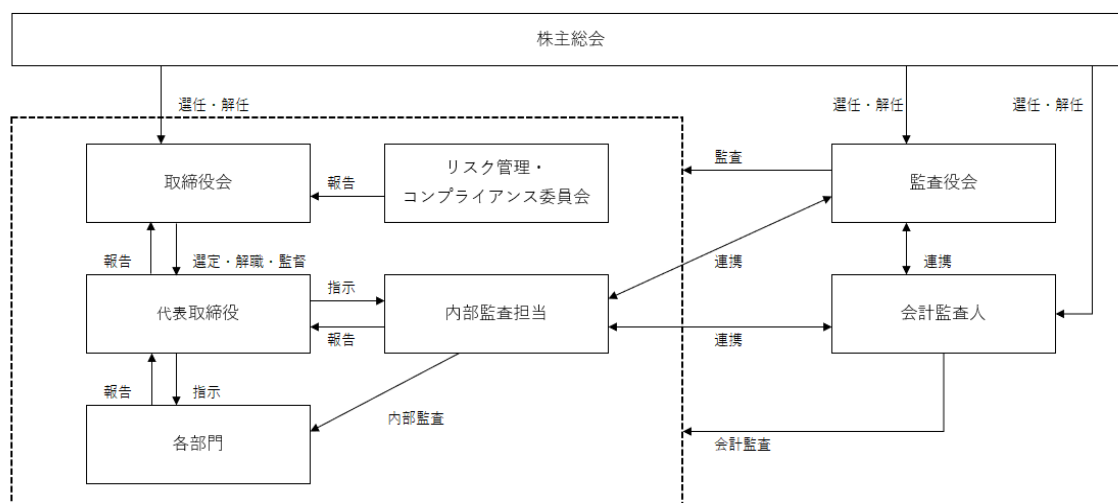 株主総会
選任・解任
選任・解任
選任・解任
取締役会
報告
リスク管理・
コンプライアンス委員会
監査
監査役会
報告
選定・解職・監督
連携
連携
代表取締役
指示
報告
内部監査担当
連携
会計監査人
報告
指示
内部監査
各部門
会計監査